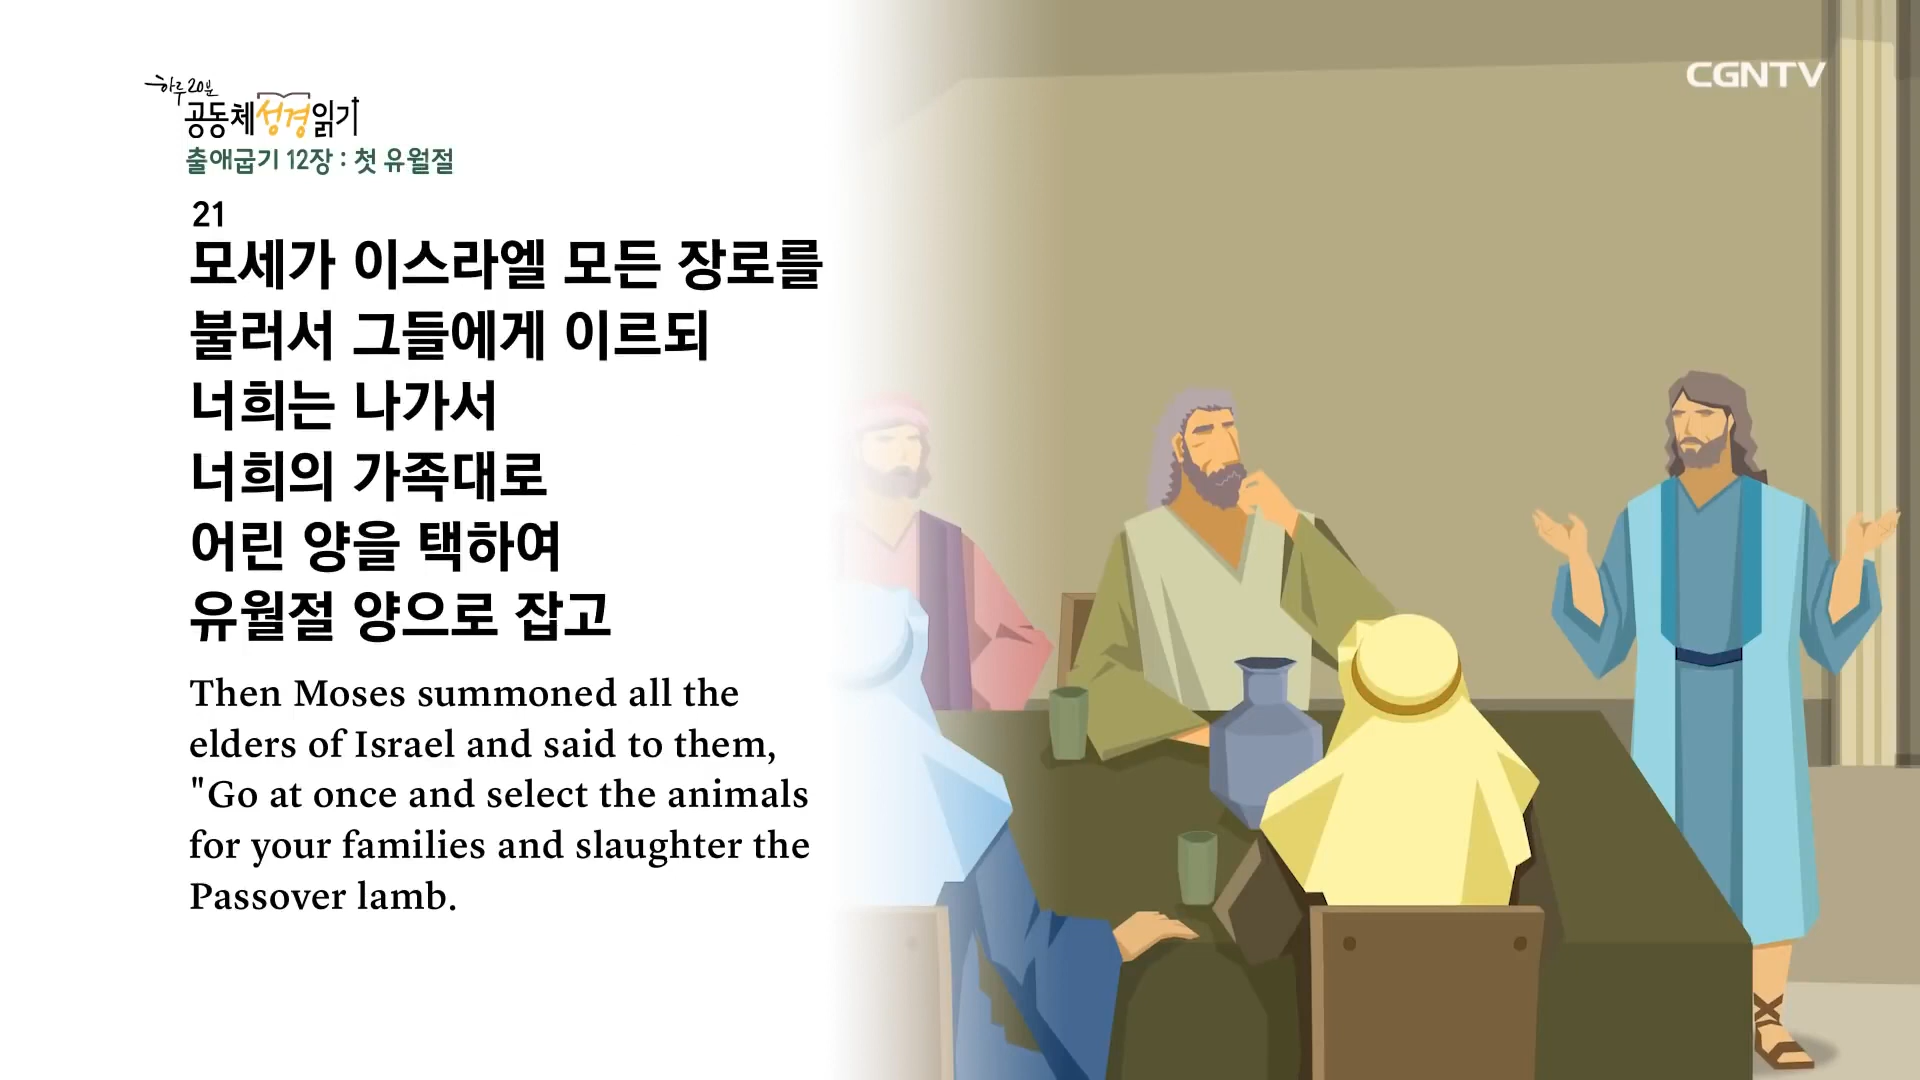 하루 20분
공동체성경읽기
출애굽기 12장 : 첫 유월절
CGNTV
21
모세가 이스라엘 모든 장로를
불러서 그들에게 이르되
너희는 나가서
너희의 가족대로
어린 양을 택하여
유월절 양으로 잡고
Then Moses summoned all the
elders of Israel and said to them,
"Go at once and select the animals
for your families and slaughter the
Passover lamb.